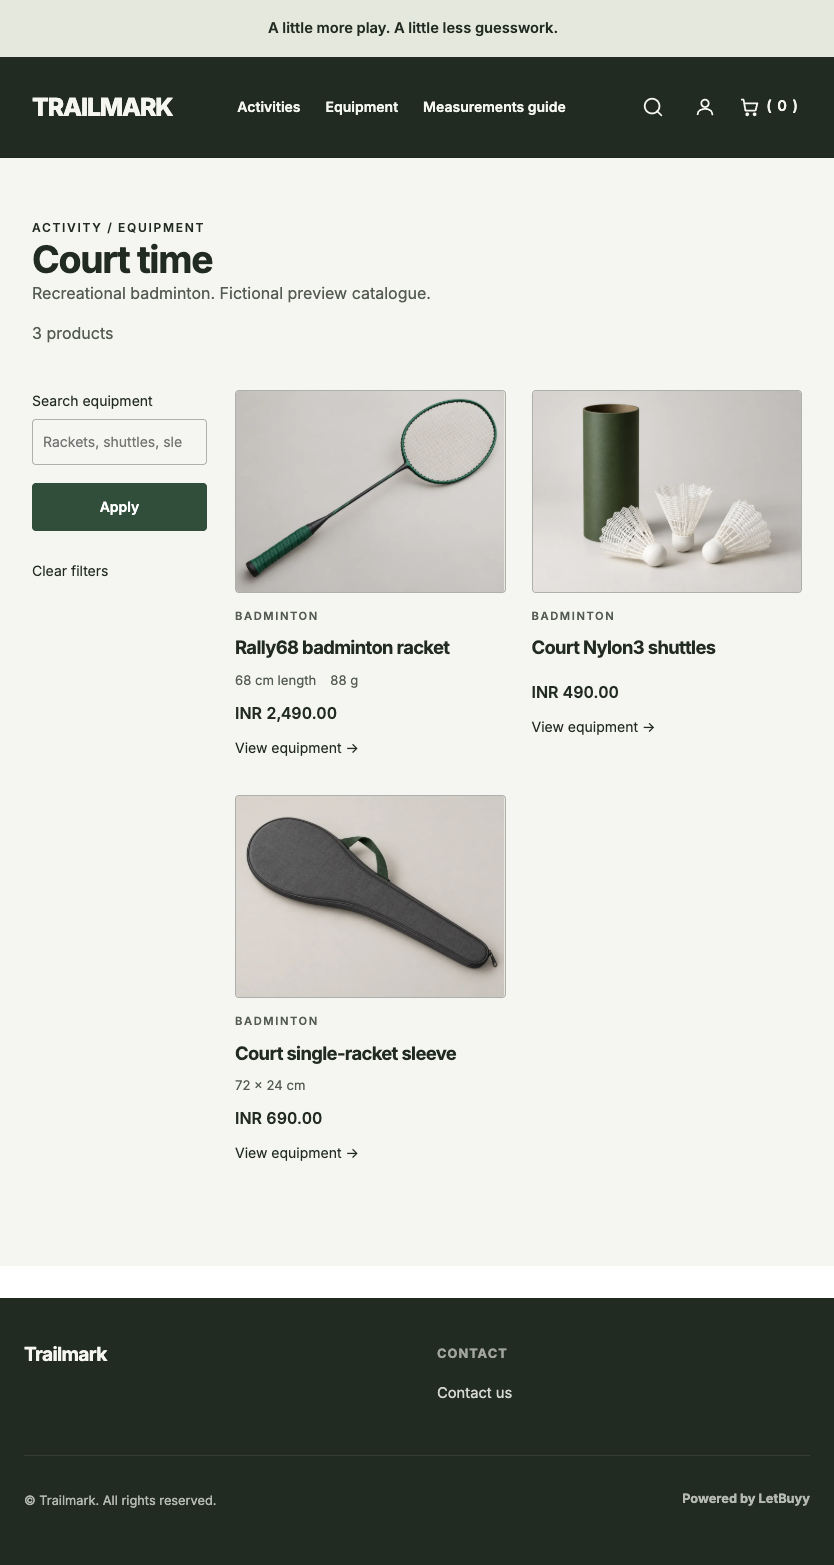 A little more play. A little less guesswork.
TRAILMARK
Activities
Equipment
Measurements guide
( 0 )
ACTIVITY / EQUIPMENT
Court time
Recreational badminton. Fictional preview catalogue.
3 products
Search equipment
Rackets, shuttles, sle
Apply
Clear filters
BADMINTON
Rally68 badminton racket
68 cm length 88 g
INR 2,490.00
View equipment →
BADMINTON
Court Nylon3 shuttles
INR 490.00
View equipment →
BADMINTON
Court single-racket sleeve
72 × 24 cm
INR 690.00
View equipment →
Trailmark
CONTACT
Contact us
© Trailmark. All rights reserved.
Powered by LetBuyy